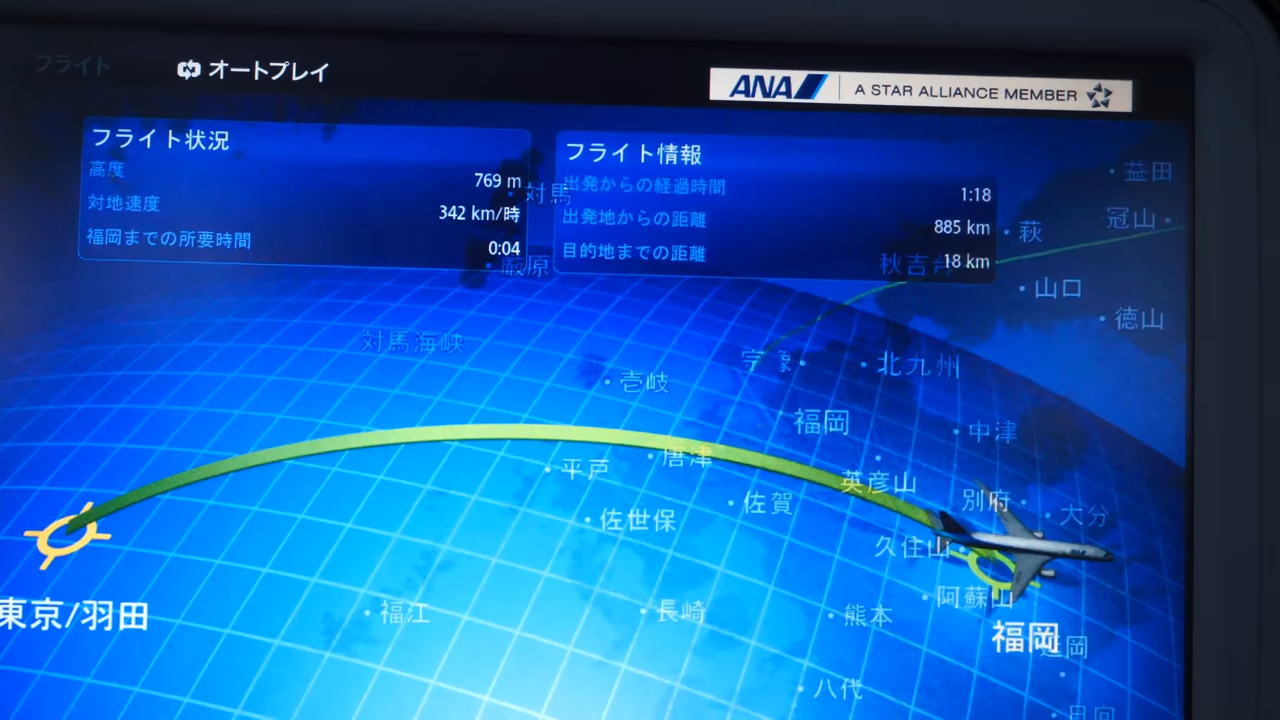 フライト
オートプレイ
ANA A STAR ALLIANCE MEMBER
フライト状況
高度 769 m
対地速度 342 km/時
福岡までの所要時間 0:04
フライト情報
出発からの経過時間 1:18
出発地からの距離 885 km
目的地までの距離 18 km
益田
冠山
対馬
萩
秋吉台
厳原
山口
徳山
対馬海峡
宗像
北九州
壱岐
福岡
中津
唐津
平戸
英彦山
佐賀
別府
大分
佐世保
久住山
阿蘇山
福江
長崎
熊本
東京/羽田
福岡
延岡
八代
日向